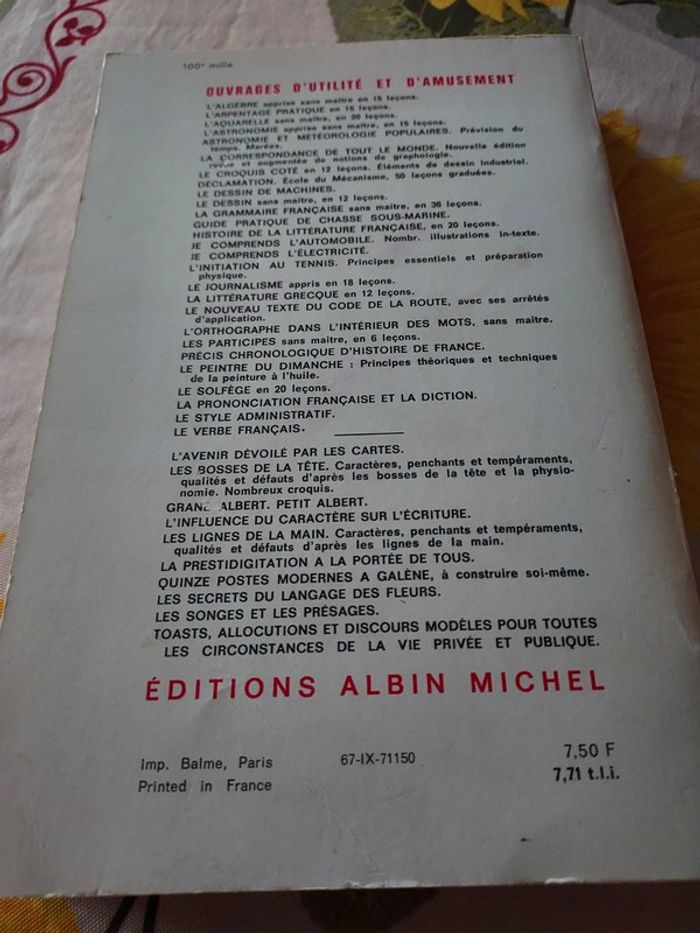 100e mille
OUVRAGES D'UTILITÉ ET D'AMUSEMENT
L'ALGÈBRE apprise sans maître en 15 leçons.
L'ARPENTAGE PRATIQUE en 15 leçons.
L'AQUARELLE sans maître, en 20 leçons.
L'ASTRONOMIE apprise sans maître, en 15 leçons.
ASTRONOMIE ET MÉTÉOROLOGIE POPULAIRES. Prévision du
temps. Marées.
LA CORRESPONDANCE DE TOUT LE MONDE. Nouvelle édition
revue et augmentée de notions de graphologie.
LE CROQUIS COTÉ en 12 leçons. Éléments de dessin industriel.
DÉCLAMATION. École du Mécanisme, 50 leçons graduées.
LE DESSIN DE MACHINES.
LE DESSIN sans maître, en 12 leçons.
LA GRAMMAIRE FRANÇAISE sans maître, en 36 leçons.
GUIDE PRATIQUE DE CHASSE SOUS-MARINE.
HISTOIRE DE LA LITTÉRATURE FRANÇAISE, en 20 leçons.
JE COMPRENDS L'AUTOMOBILE. Nombr. illustrations in-texte.
JE COMPRENDS L'ÉLECTRICITÉ.
L'INITIATION AU TENNIS. Principes essentiels et préparation
physique.
LE JOURNALISME appris en 18 leçons.
LA LITTÉRATURE GRECQUE en 12 leçons.
LE NOUVEAU TEXTE DU CODE DE LA ROUTE, avec ses arrêtés
d'application.
L'ORTHOGRAPHE DANS L'INTÉRIEUR DES MOTS, sans maître.
LES PARTICIPES sans maître, en 6 leçons.
PRÉCIS CHRONOLOGIQUE D'HISTOIRE DE FRANCE.
LE PEINTRE DU DIMANCHE : Principes théoriques et techniques
de la peinture à l'huile.
LE SOLFÈGE en 20 leçons.
LA PRONONCIATION FRANÇAISE ET LA DICTION.
LE STYLE ADMINISTRATIF.
LE VERBE FRANÇAIS.
L'AVENIR DÉVOILÉ PAR LES CARTES.
LES BOSSES DE LA TÊTE. Caractères, penchants et tempéraments,
qualités et défauts d'après les bosses de la tête et la physio-
nomie. Nombreux croquis.
GRAND ALBERT. PETIT ALBERT.
L'INFLUENCE DU CARACTÈRE SUR L'ÉCRITURE.
LES LIGNES DE LA MAIN. Caractères, penchants et tempéraments,
qualités et défauts d'après les lignes de la main.
LA PRESTIDIGITATION A LA PORTÉE DE TOUS.
QUINZE POSTES MODERNES A GALÈNE, à construire soi-même.
LES SECRETS DU LANGAGE DES FLEURS.
LES SONGES ET LES PRÉSAGES.
TOASTS, ALLOCUTIONS ET DISCOURS MODÈLES POUR TOUTES
LES CIRCONSTANCES DE LA VIE PRIVÉE ET PUBLIQUE.
ÉDITIONS ALBIN MICHEL
Imp. Balme, Paris 67-IX-71150 7,50 F
Printed in France 7,71 t.l.i.